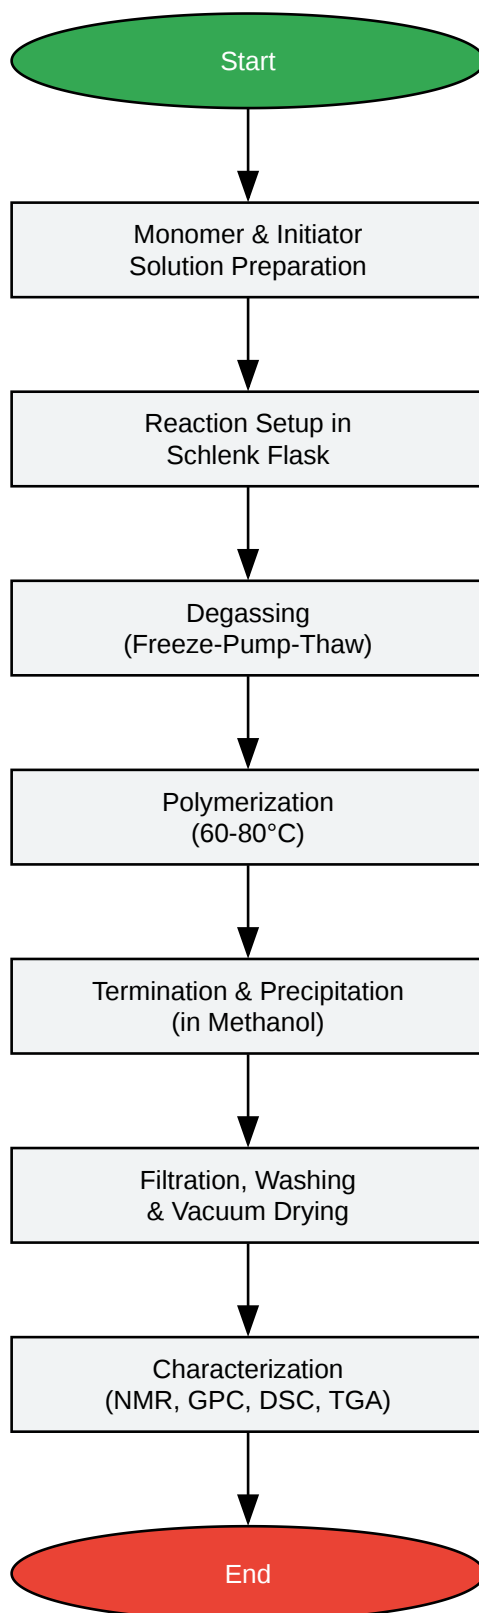 Start
Monomer & Initiator
Solution Preparation
Reaction Setup in
Schlenk Flask
Degassing
(Freeze-Pump-Thaw)
Polymerization
(60-80°C)
Termination & Precipitation
(in Methanol)
Filtration, Washing
& Vacuum Drying
Characterization
(NMR, GPC, DSC, TGA)
End